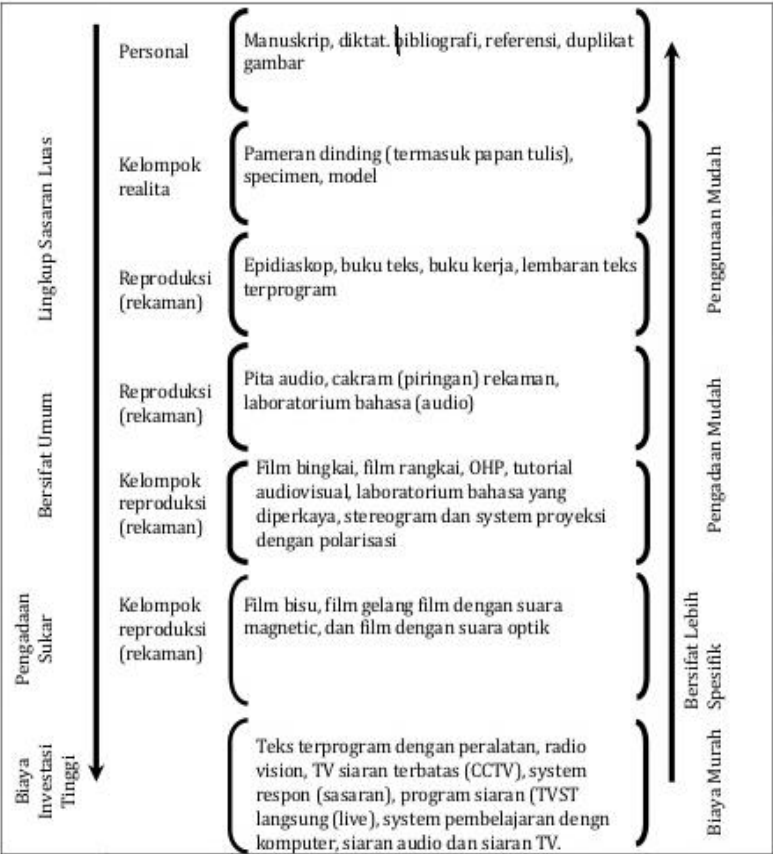 Personal
Manuskrip, diktat. bibliografi, referensi, duplikat
gambar
Kelompok
realita
Pameran dinding (termasuk papan tulis),
specimen, model
Reproduksi
(rekaman)
Epidiaskop, buku teks, buku kerja, lembaran teks
terprogram
Reproduksi
(rekaman)
Pita audio, cakram (piringan) rekaman,
laboratorium bahasa (audio)
Kelompok
reproduksi
(rekaman)
Film bingkai, film rangkai, OHP, tutorial
audiovisual, laboratorium bahasa yang
diperkaya, stereogram dan system proyeksi
dengan polarisasi
Kelompok
reproduksi
(rekaman)
Film bisu, film gelang film dengan suara
magnetic, dan film dengan suara optik
Teks terprogram dengan peralatan, radio
vision, TV siaran terbatas (CCTV), system
respon (sasaran), program siaran (TVST
langsung (live), system pembelajaran dengn
komputer, siaran audio dan siaran TV.
Lingkup Sasaran Luas
Bersifat Umum
Pengadaan
Sukar
Biaya
Investasi
Tinggi
Penggunaan Mudah
Pengadaan Mudah
Bersifat Lebih
Spesifik
Biaya Murah